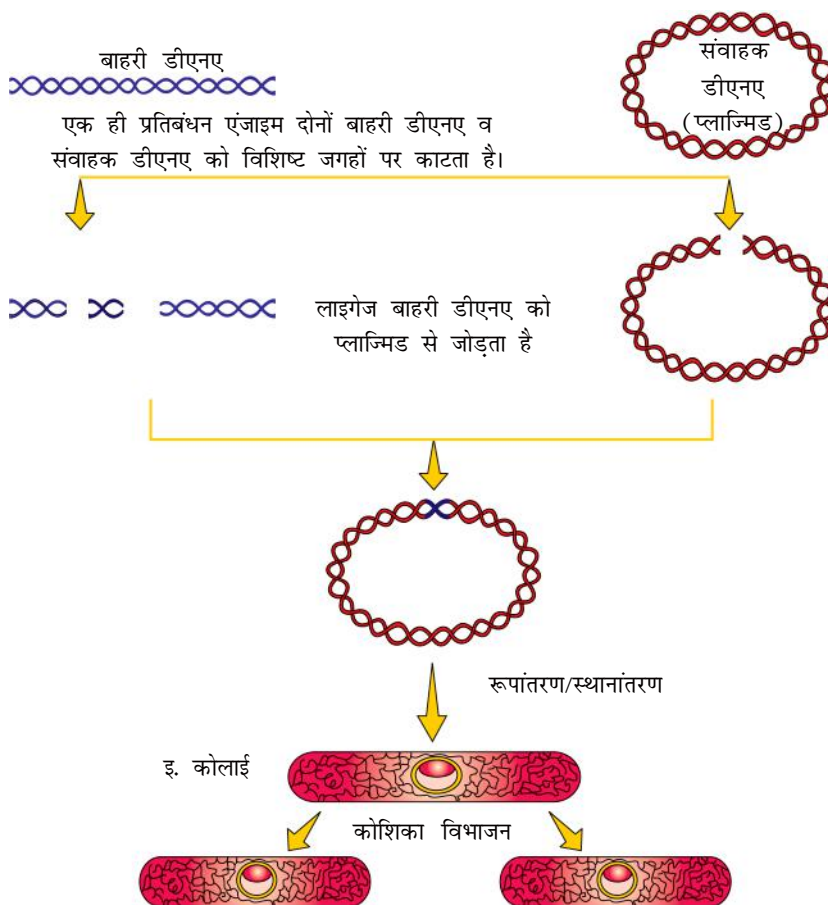 बाहरी डीएनए
संवाहक
डीएनए
(प्लाज्मिड)
एक ही प्रतिबंधन एंजाइम दोनों बाहरी डीएनए व
संवाहक डीएनए को विशिष्ट जगहों पर काटता है।
लाइगेज बाहरी डीएनए को
प्लाज्मिड से जोड़ता है
रूपांतरण/स्थानांतरण
इ. कोलाई
कोशिका विभाजन